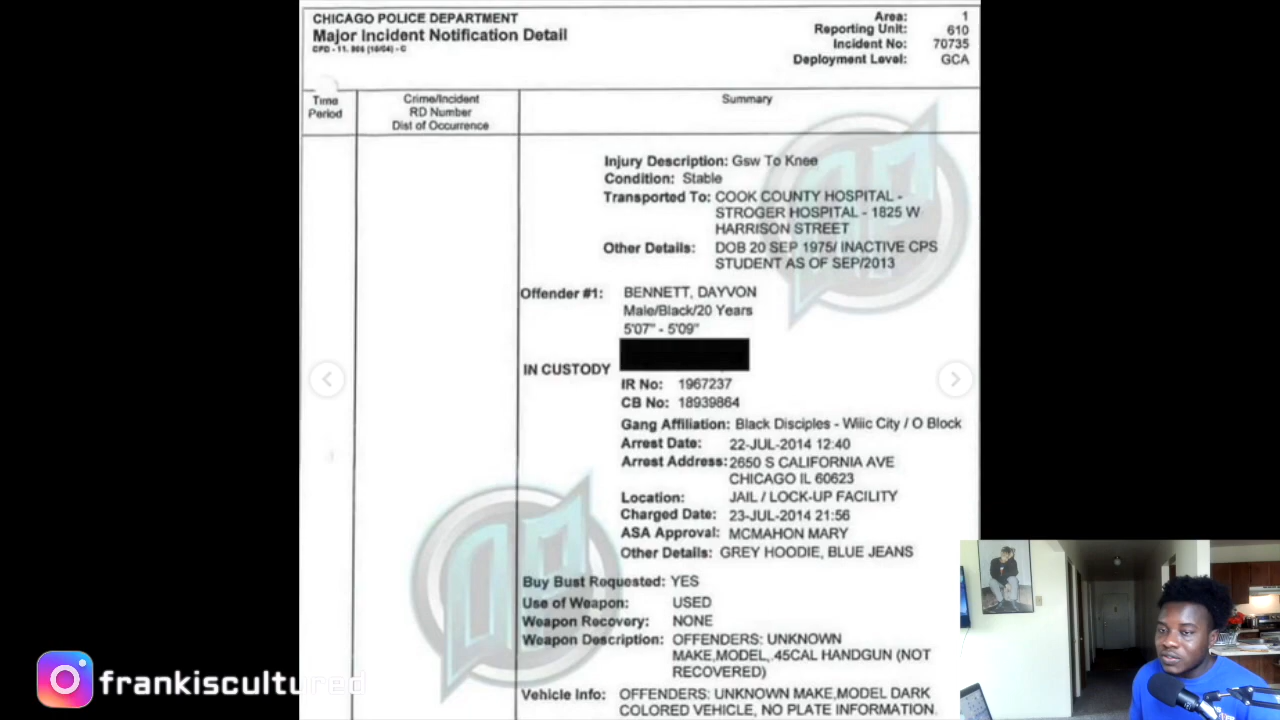 CHICAGO POLICE DEPARTMENT
Major Incident Notification Detail
CPD - 11. 906 (10/04) - C
Area: 1
Reporting Unit: 610
Incident No: 70735
Deployment Level: GCA
Time Period
Crime/Incident
RD Number
Dist of Occurrence
Summary
Injury Description: Gsw To Knee
Condition: Stable
Transported To: COOK COUNTY HOSPITAL -
STROGER HOSPITAL - 1825 W
HARRISON STREET
Other Details: DOB 20 SEP 1975/ INACTIVE CPS
STUDENT AS OF SEP/2013
Offender #1: BENNETT, DAYVON
Male/Black/20 Years
5'07" - 5'09"
IN CUSTODY
IR No: 1967237
CB No: 18939864
Gang Affiliation: Black Disciples - Wiiic City / O Block
Arrest Date: 22-JUL-2014 12:40
Arrest Address: 2650 S CALIFORNIA AVE
CHICAGO IL 60623
Location: JAIL / LOCK-UP FACILITY
Charged Date: 23-JUL-2014 21:56
ASA Approval: MCMAHON MARY
Other Details: GREY HOODIE, BLUE JEANS
Buy Bust Requested: YES
Use of Weapon: USED
Weapon Recovery: NONE
Weapon Description: OFFENDERS: UNKNOWN
MAKE,MODEL,.45CAL HANDGUN (NOT
RECOVERED)
Vehicle Info: OFFENDERS: UNKNOWN MAKE,MODEL DARK
COLORED VEHICLE, NO PLATE INFORMATION.
frankiscultured